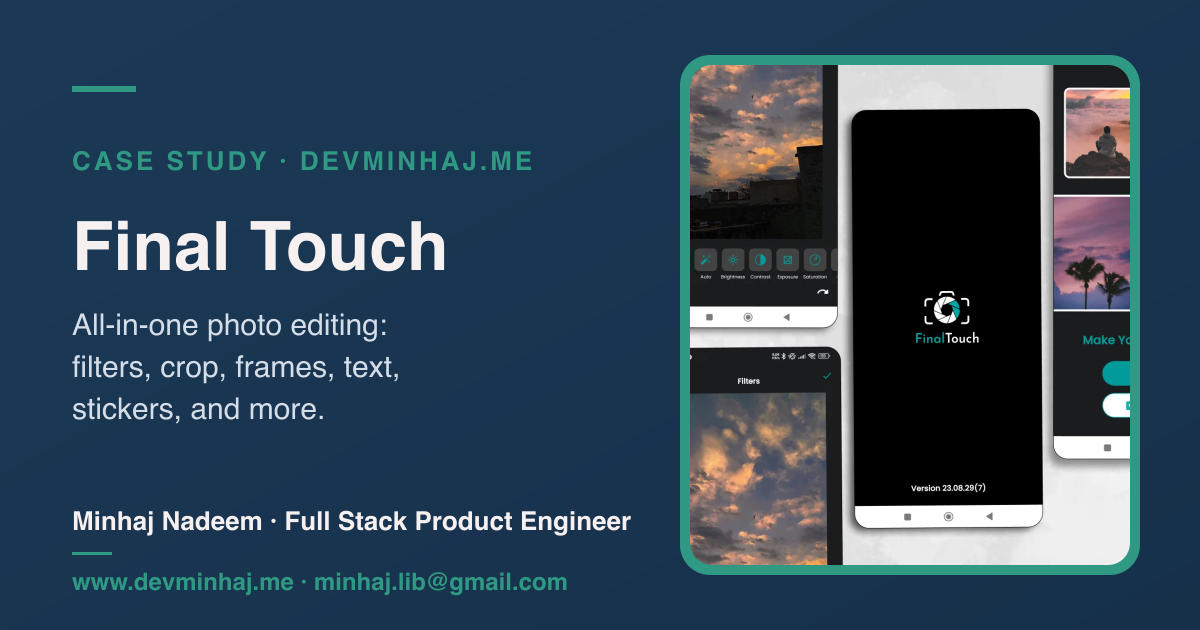 CASE STUDY · DEVMINHAJ.ME
Final Touch
All-in-one photo editing:
filters, crop, frames, text,
stickers, and more.
Minhaj Nadeem · Full Stack Product Engineer
www.devminhaj.me · minhaj.lib@gmail.com
Auto Brightness Contrast Exposure Saturation
Filters
FinalTouch
Version 23.08.29(7)
Make Yo